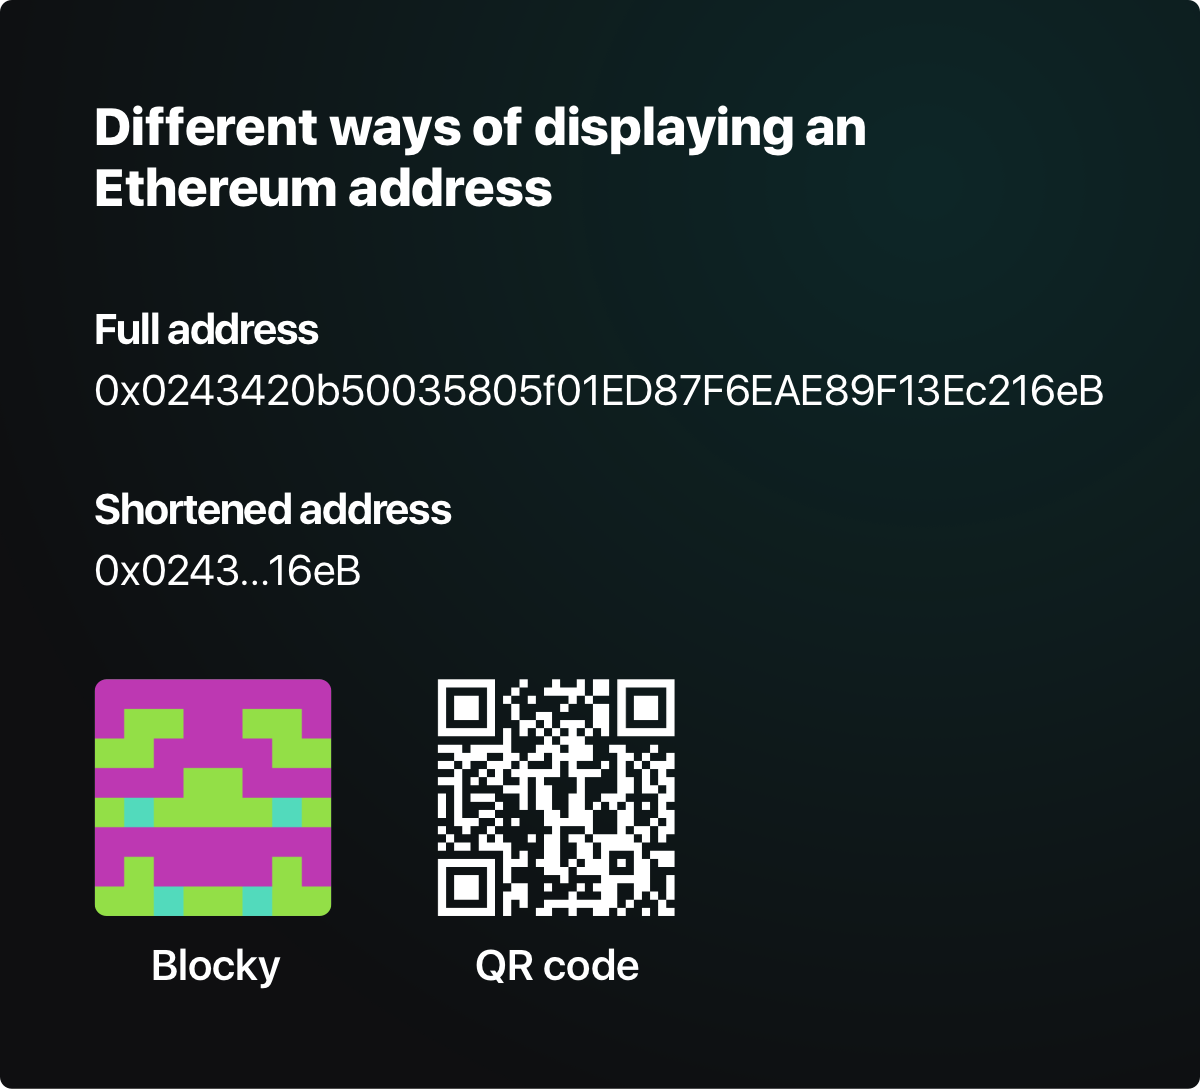 Different ways of displaying an
Ethereum address
Full address
0x0243420b50035805f01ED87F6EAE89F13Ec216eB
Shortened address
0x0243...16eB
Blocky
QR code